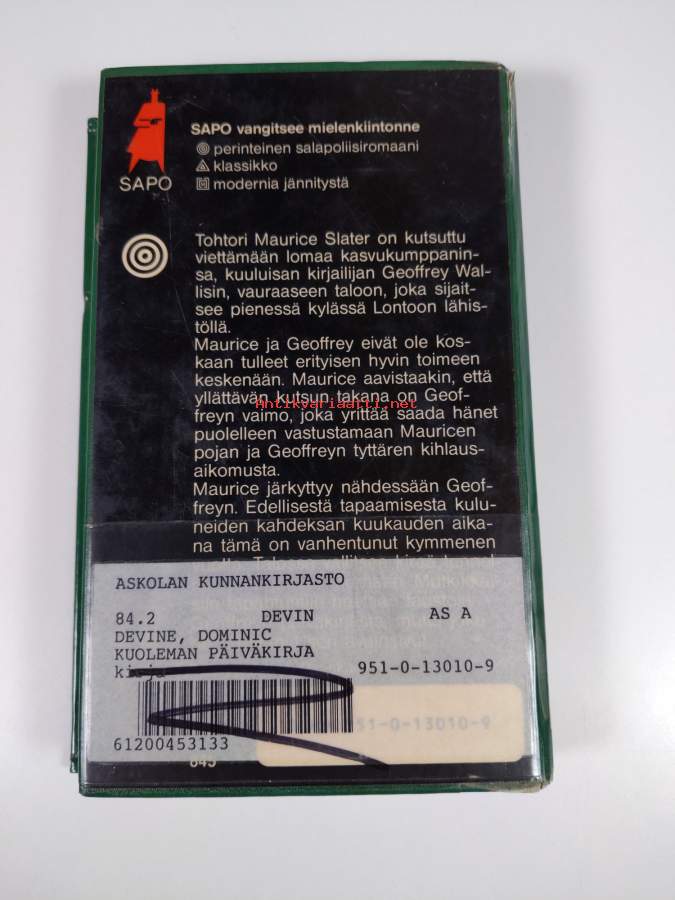 SAPO vangitsee mielenkiintonne
perinteinen salapoliisiromaani
klassikko
modernia jännitystä
SAPO
Tohtori Maurice Slater on kutsuttu
viettämään lomaa kasvukumppanin-
sa, kuuluisan kirjailijan Geoffrey Wal-
lisin, vauraaseen taloon, joka sijait-
see pienessä kylässä Lontoon lähis-
töllä.
Maurice ja Geoffrey eivät ole kos-
kaan tulleet erityisen hyvin toimeen
keskenään. Maurice aavistaakin, että
yllättävän kutsun takana on Geof-
Antikvariaatti.net
freyn vaimo, joka yrittää saada hänet
puolelleen vastustamaan Mauricen
pojan ja Geoffreyn tyttären kihlaus-
aikomusta.
Maurice järkyttyy nähdessään Geof-
freyn. Edellisestä tapaamisesta kulu-
neiden kahdeksan kuukauden aika-
na tämä on vanhentunut kymmenen
ASKOLAN KUNNANKIRJASTO
84.2 DEVIN AS A
DEVINE, DOMINIC
KUOLEMAN PÄIVÄKIRJA
kirja 951-0-13010-9
51-0-13010-9
61200453133